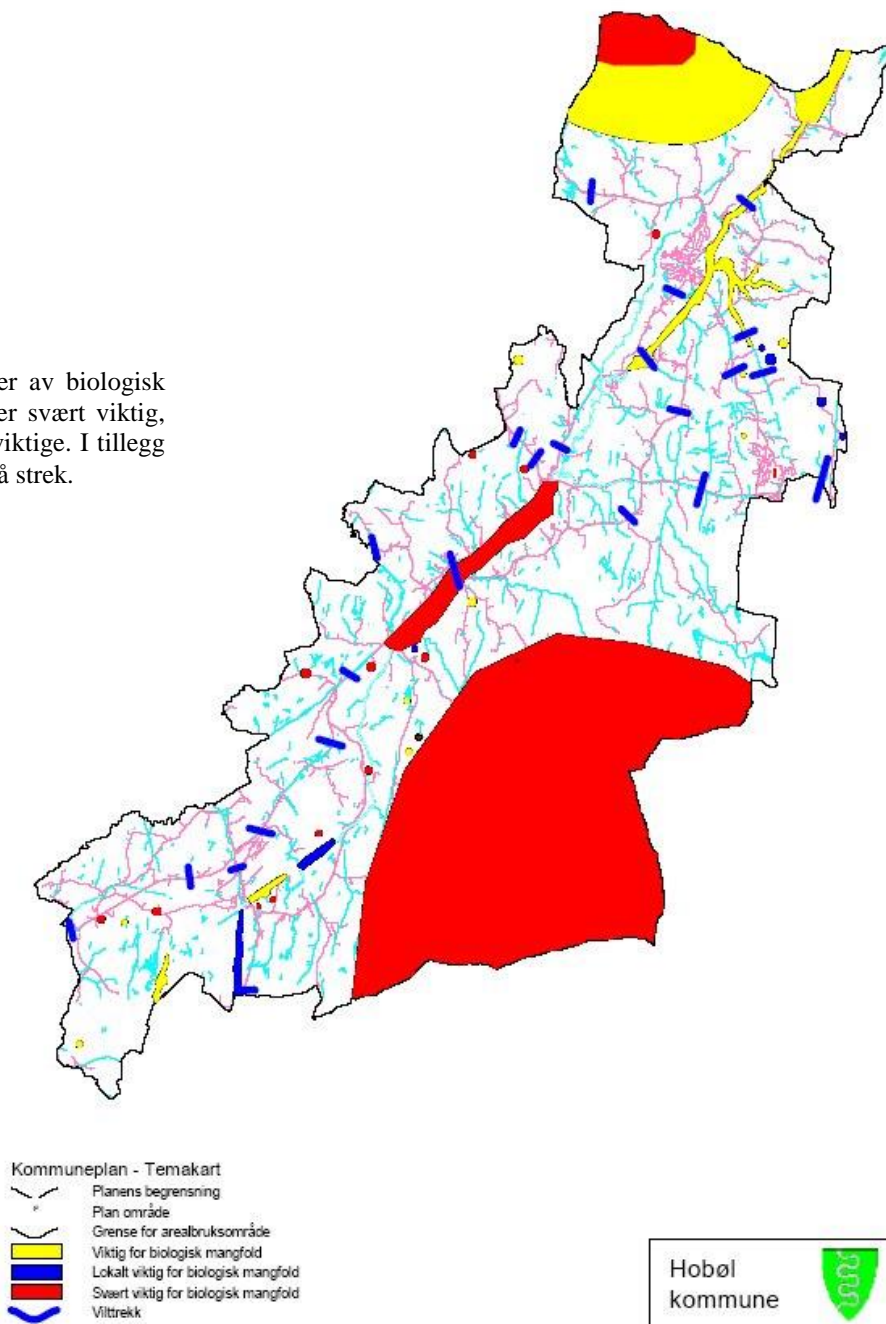 er av biologisk
er svært viktig,
viktige. I tillegg
å strek.
Kommuneplan - Temakart
Planens begrensning
Plan område
Grense for arealbruksområde
Viktig for biologisk mangfold
Lokalt viktig for biologisk mangfold
Svært viktig for biologisk mangfold
Vilttrekk
Hobøl
kommune